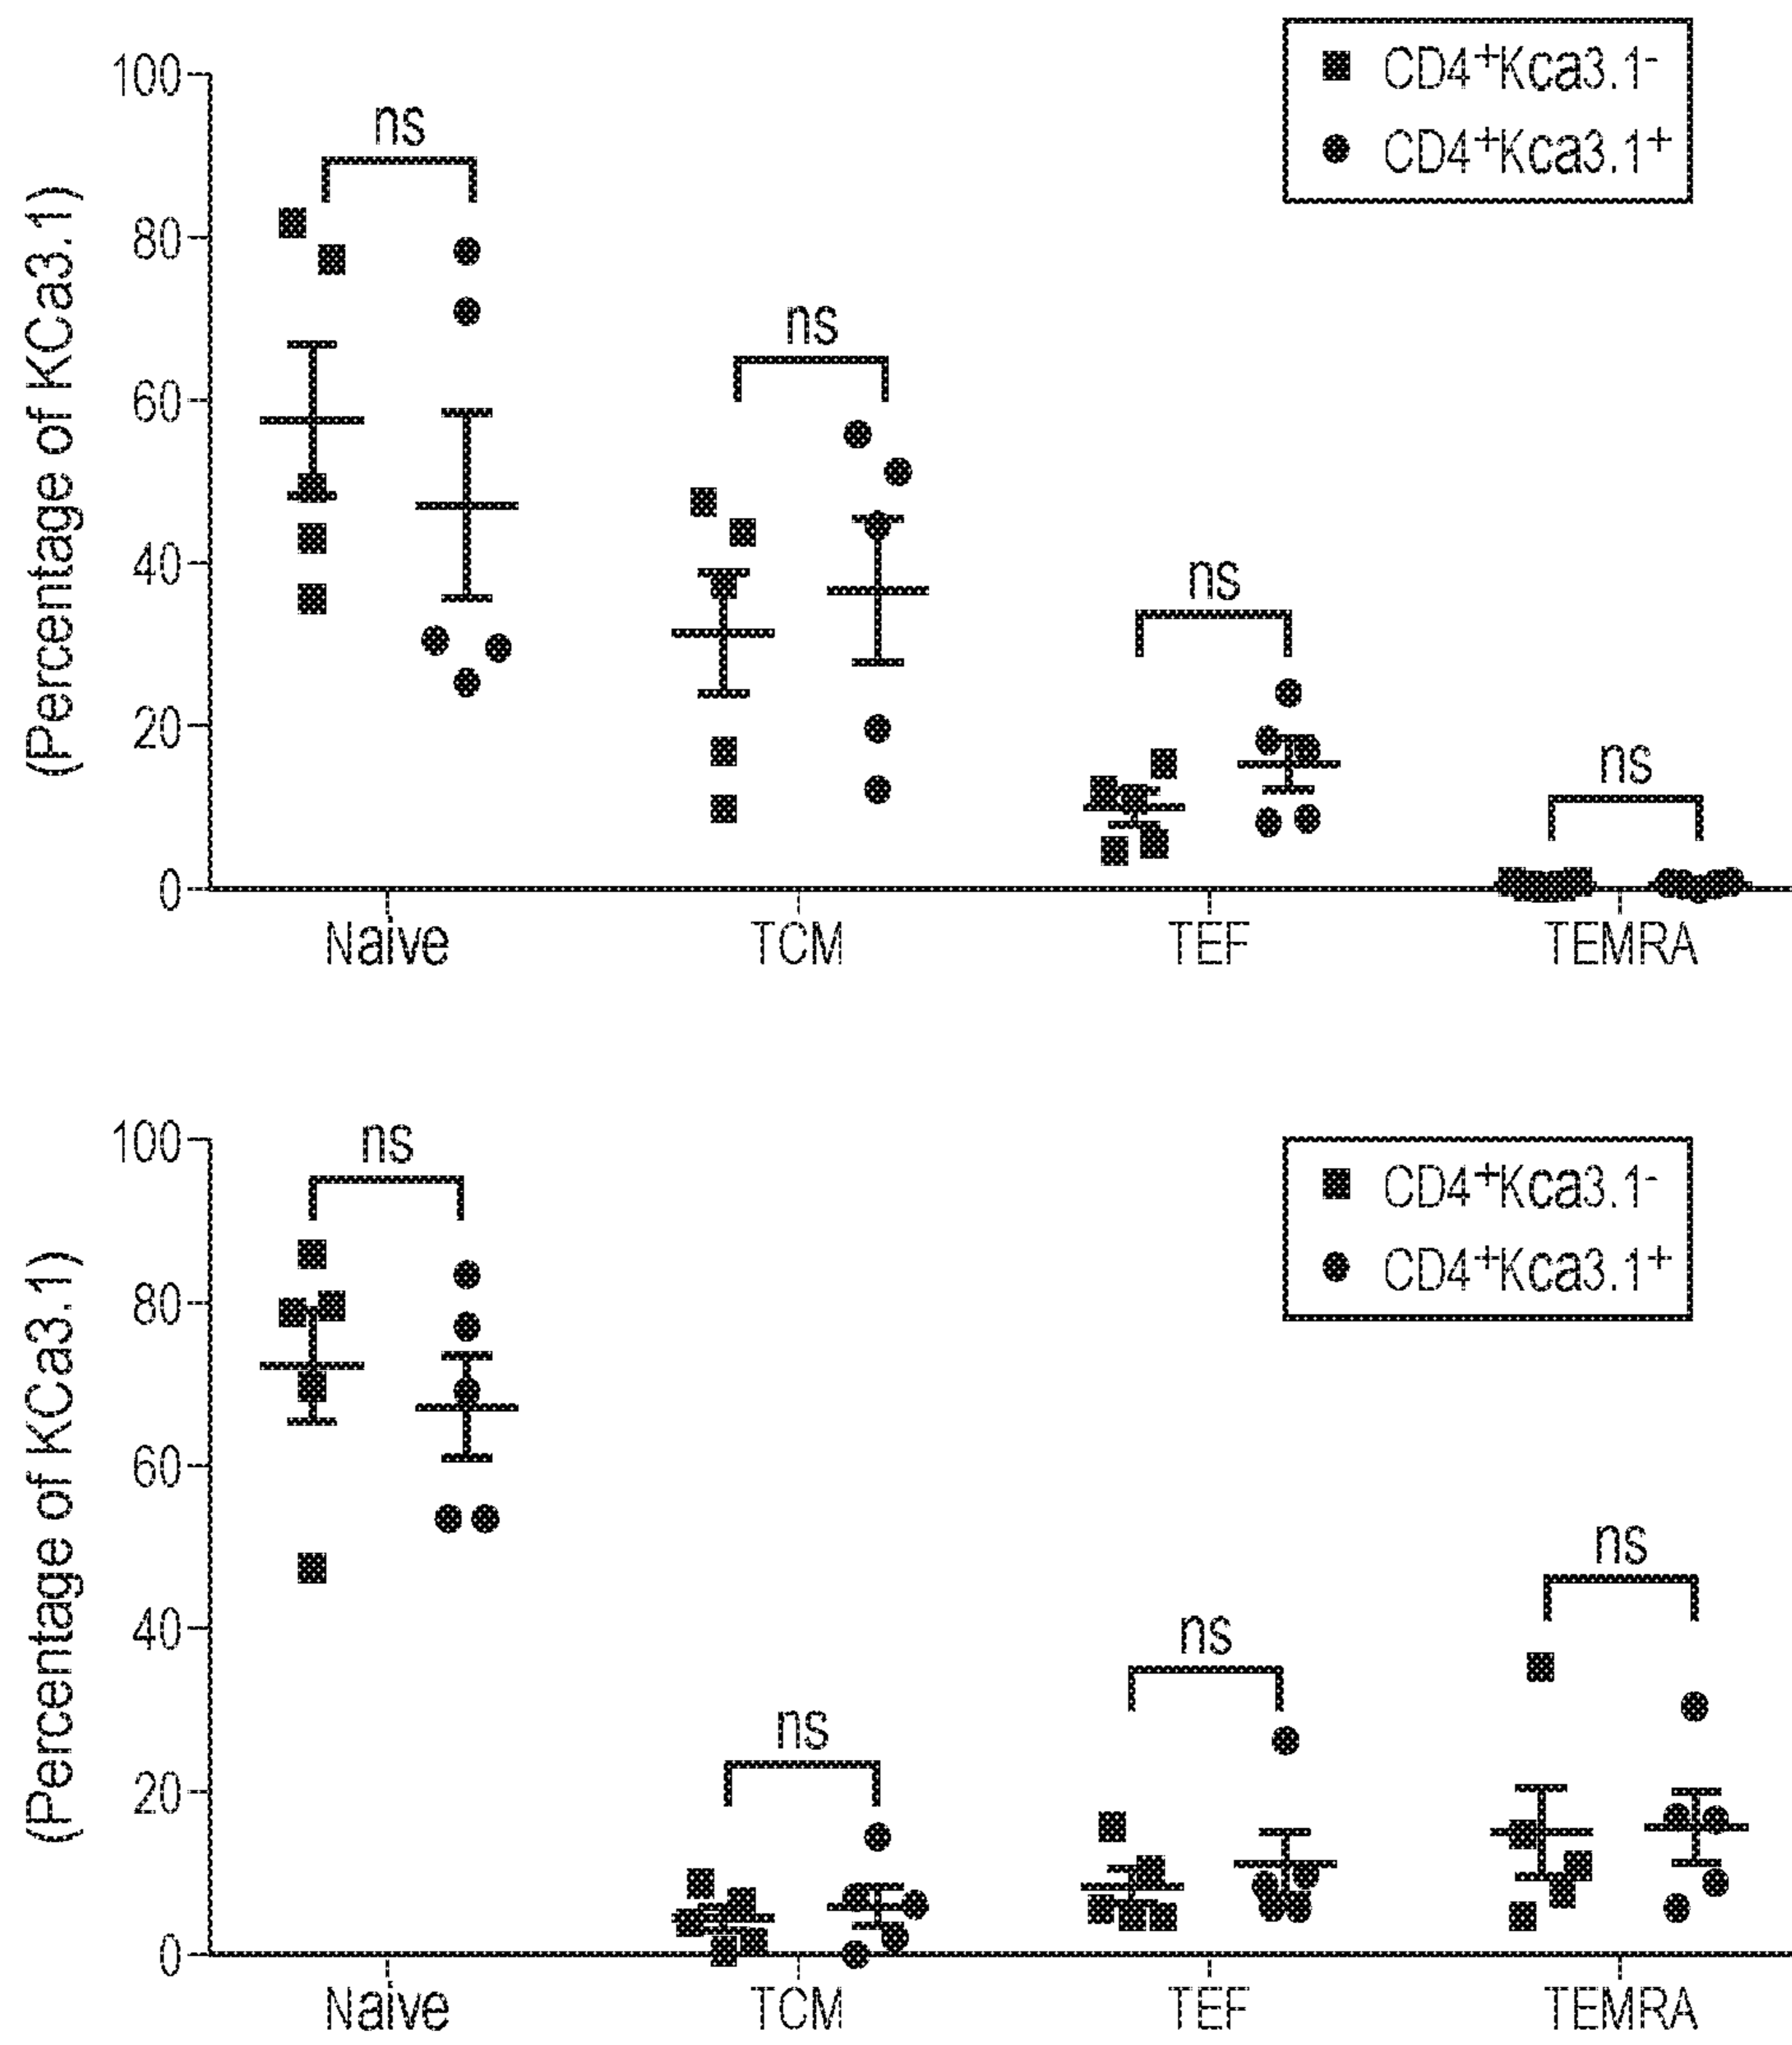 (Percentage of KCa3.1)
100
80
60
40
20
0
ns
ns
ns
ns
CD4+Kca3.1-
CD4+Kca3.1+
Naive
TCM
TEF
TEMRA
(Percentage of KCa3.1)
100
80
60
40
20
0
ns
ns
ns
ns
CD4+Kca3.1-
CD4+Kca3.1+
Naive
TCM
TEF
TEMRA